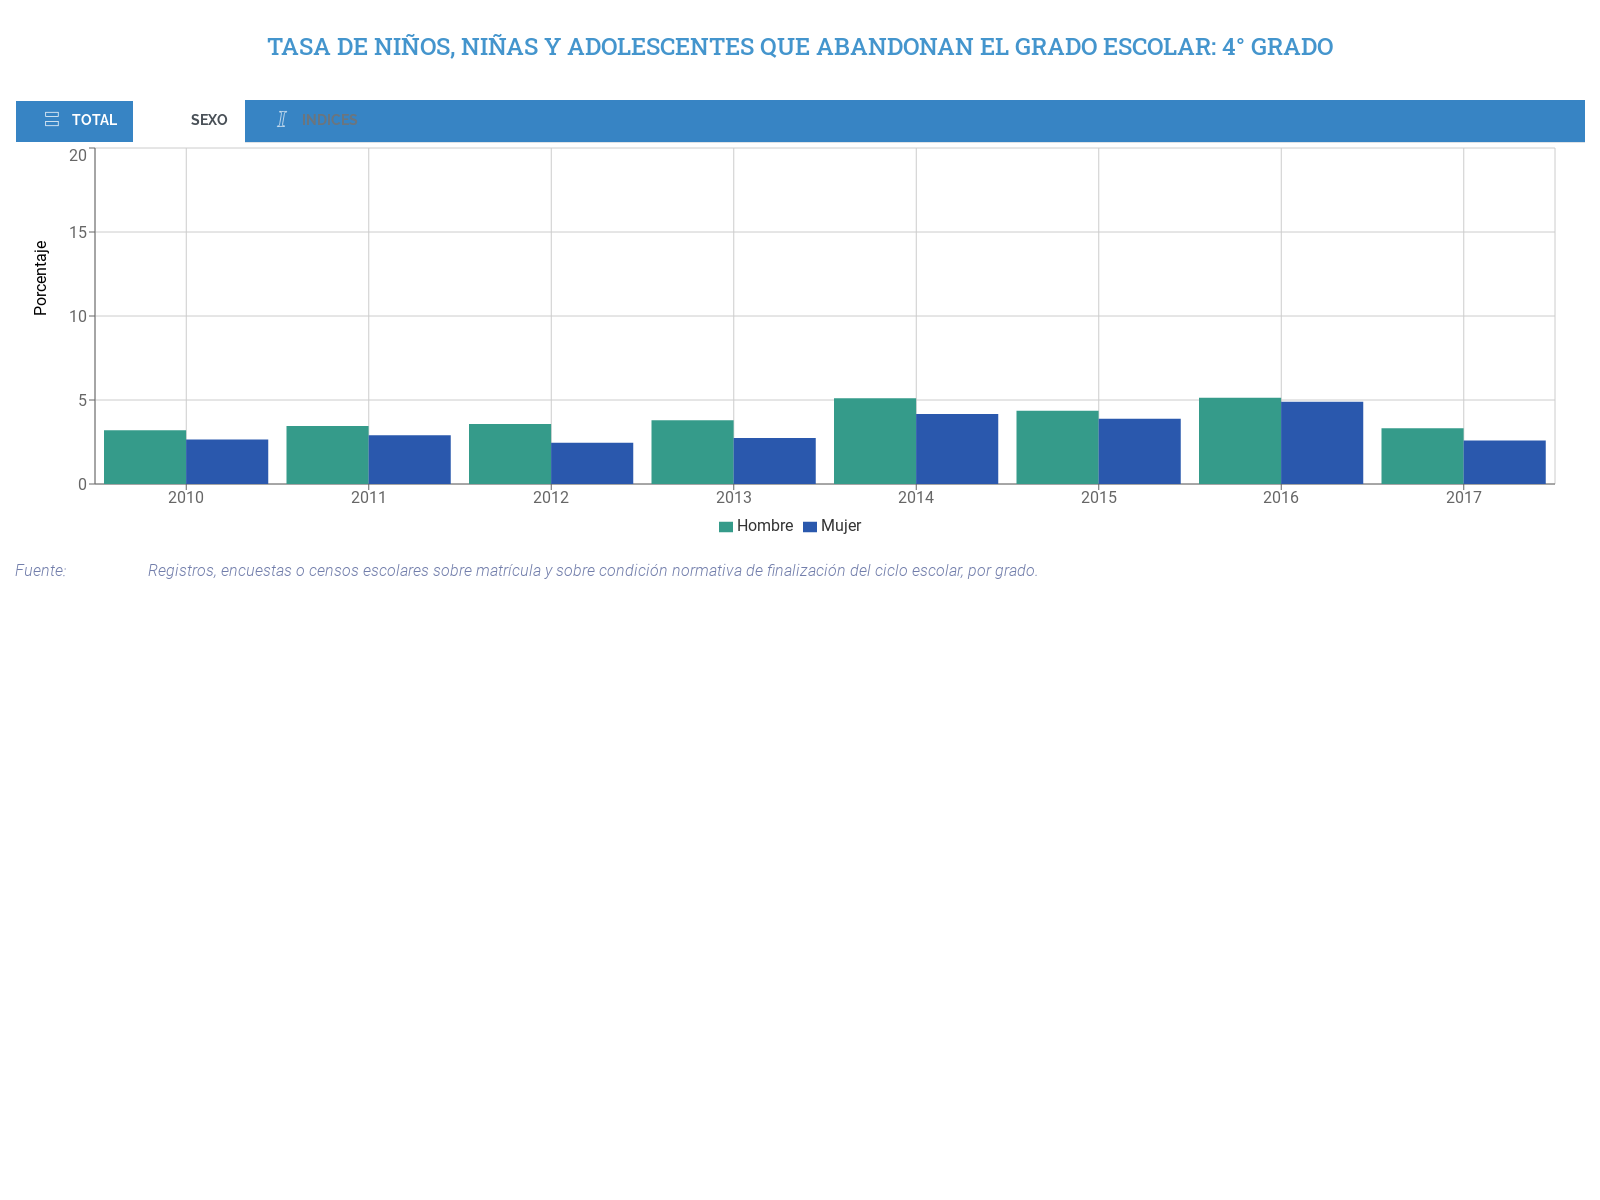 TASA DE NIÑOS, NIÑAS Y ADOLESCENTES QUE ABANDONAN EL GRADO ESCOLAR: 4° GRADO
TOTAL SEXO INDICES
20
15
10
5
0
Porcentaje
2010 2011 2012 2013 2014 2015 2016 2017
Hombre Mujer
Fuente: Registros, encuestas o censos escolares sobre matrícula y sobre condición normativa de finalización del ciclo escolar, por grado.